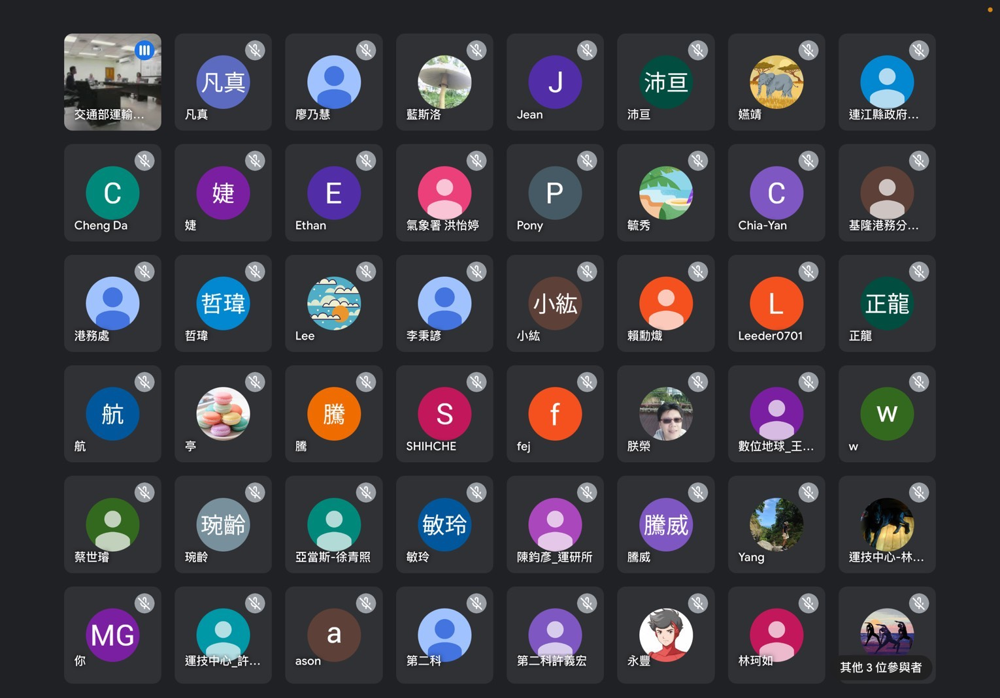 交通部運輸...
凡真
凡真
廖乃慧
藍斯洛
J
Jean
沛亘
沛亘
嬿靖
連江縣政府...
C
Cheng Da
婕
婕
E
Ethan
氣象署 洪怡婷
P
Pony
毓秀
C
Chia-Yan
基隆港務分...
港務處
哲瑋
哲瑋
Lee
李秉諺
小紘
小紘
賴勳熾
L
Leeder0701
正龍
正龍
航
航
亭
騰
騰
S
SHIHCHE
f
fej
朕榮
數位地球_王...
w
w
蔡世璿
琬齡
琬齡
亞當斯-徐青照
敏玲
敏玲
陳鈞彥_運研所
騰威
騰威
Yang
運技中心-林...
MG
你
運技中心_許...
a
ason
第二科
第二科許義宏
永豐
林珂如
其他 3 位參與者